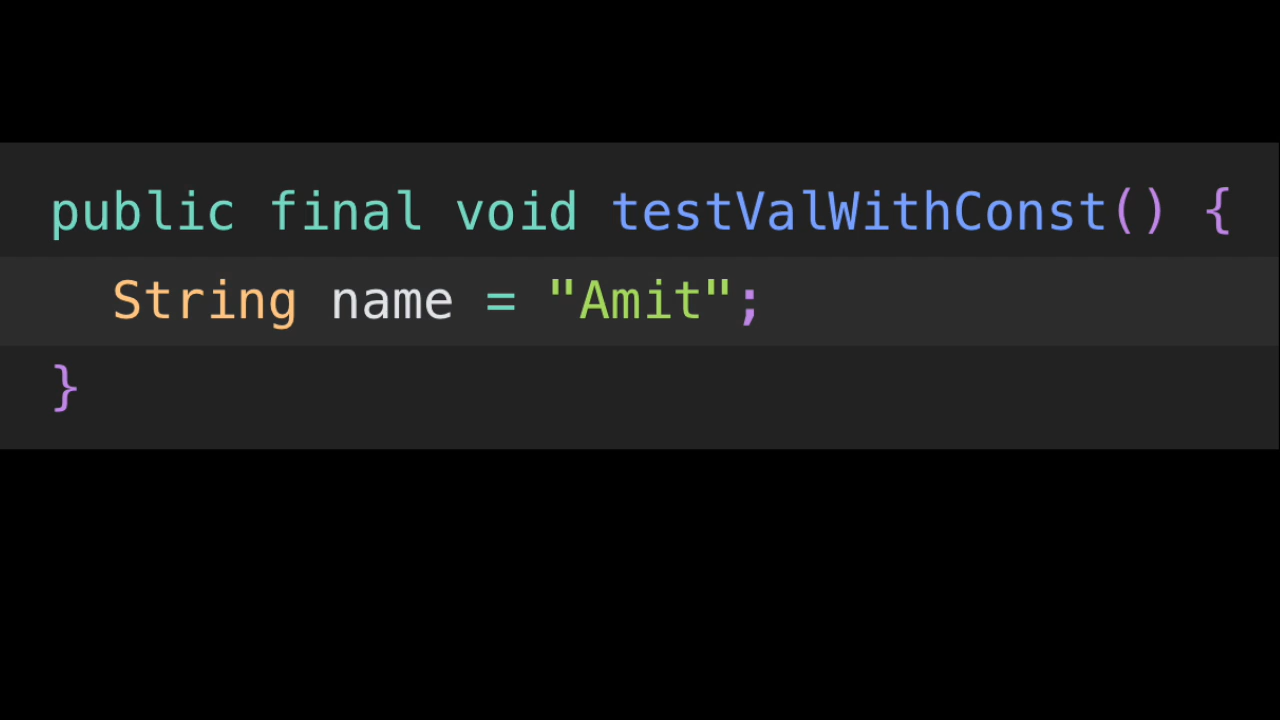 public final void testValWithConst() {
  String name = "Amit";
}